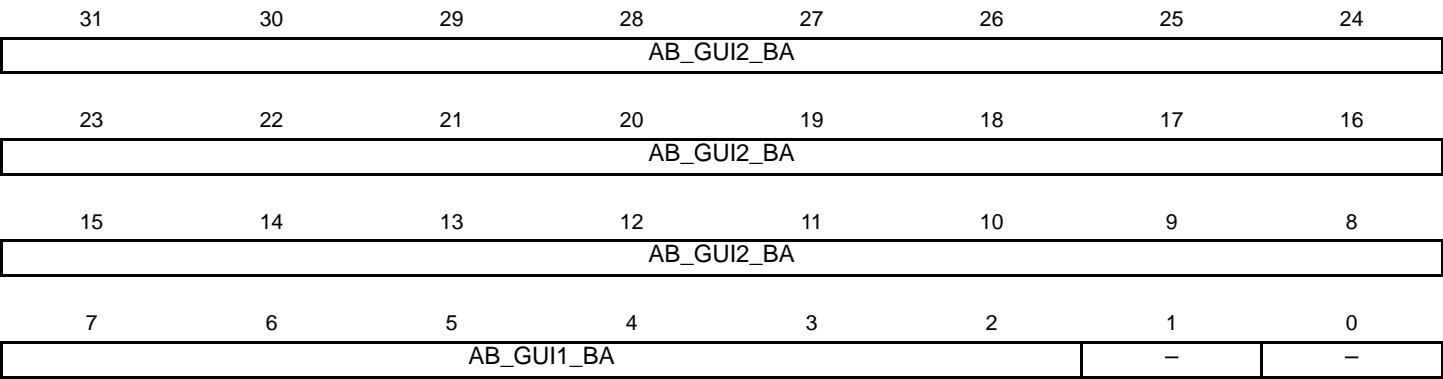 31 30 29 28 27 26 25 24
AB_GUI2_BA
23 22 21 20 19 18 17 16
AB_GUI2_BA
15 14 13 12 11 10 9 8
AB_GUI2_BA
7 6 5 4 3 2 1 0
AB_GUI1_BA – –